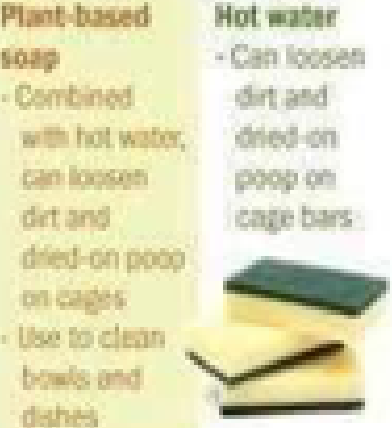 Plant-based
soap
- Combined
with hot water,
can loosen
dirt and
dried-on poop
on cages
- Use to clean
bowls and
dishes
Hot water
- Can loosen
dirt and
dried-on
poop on
cage bars